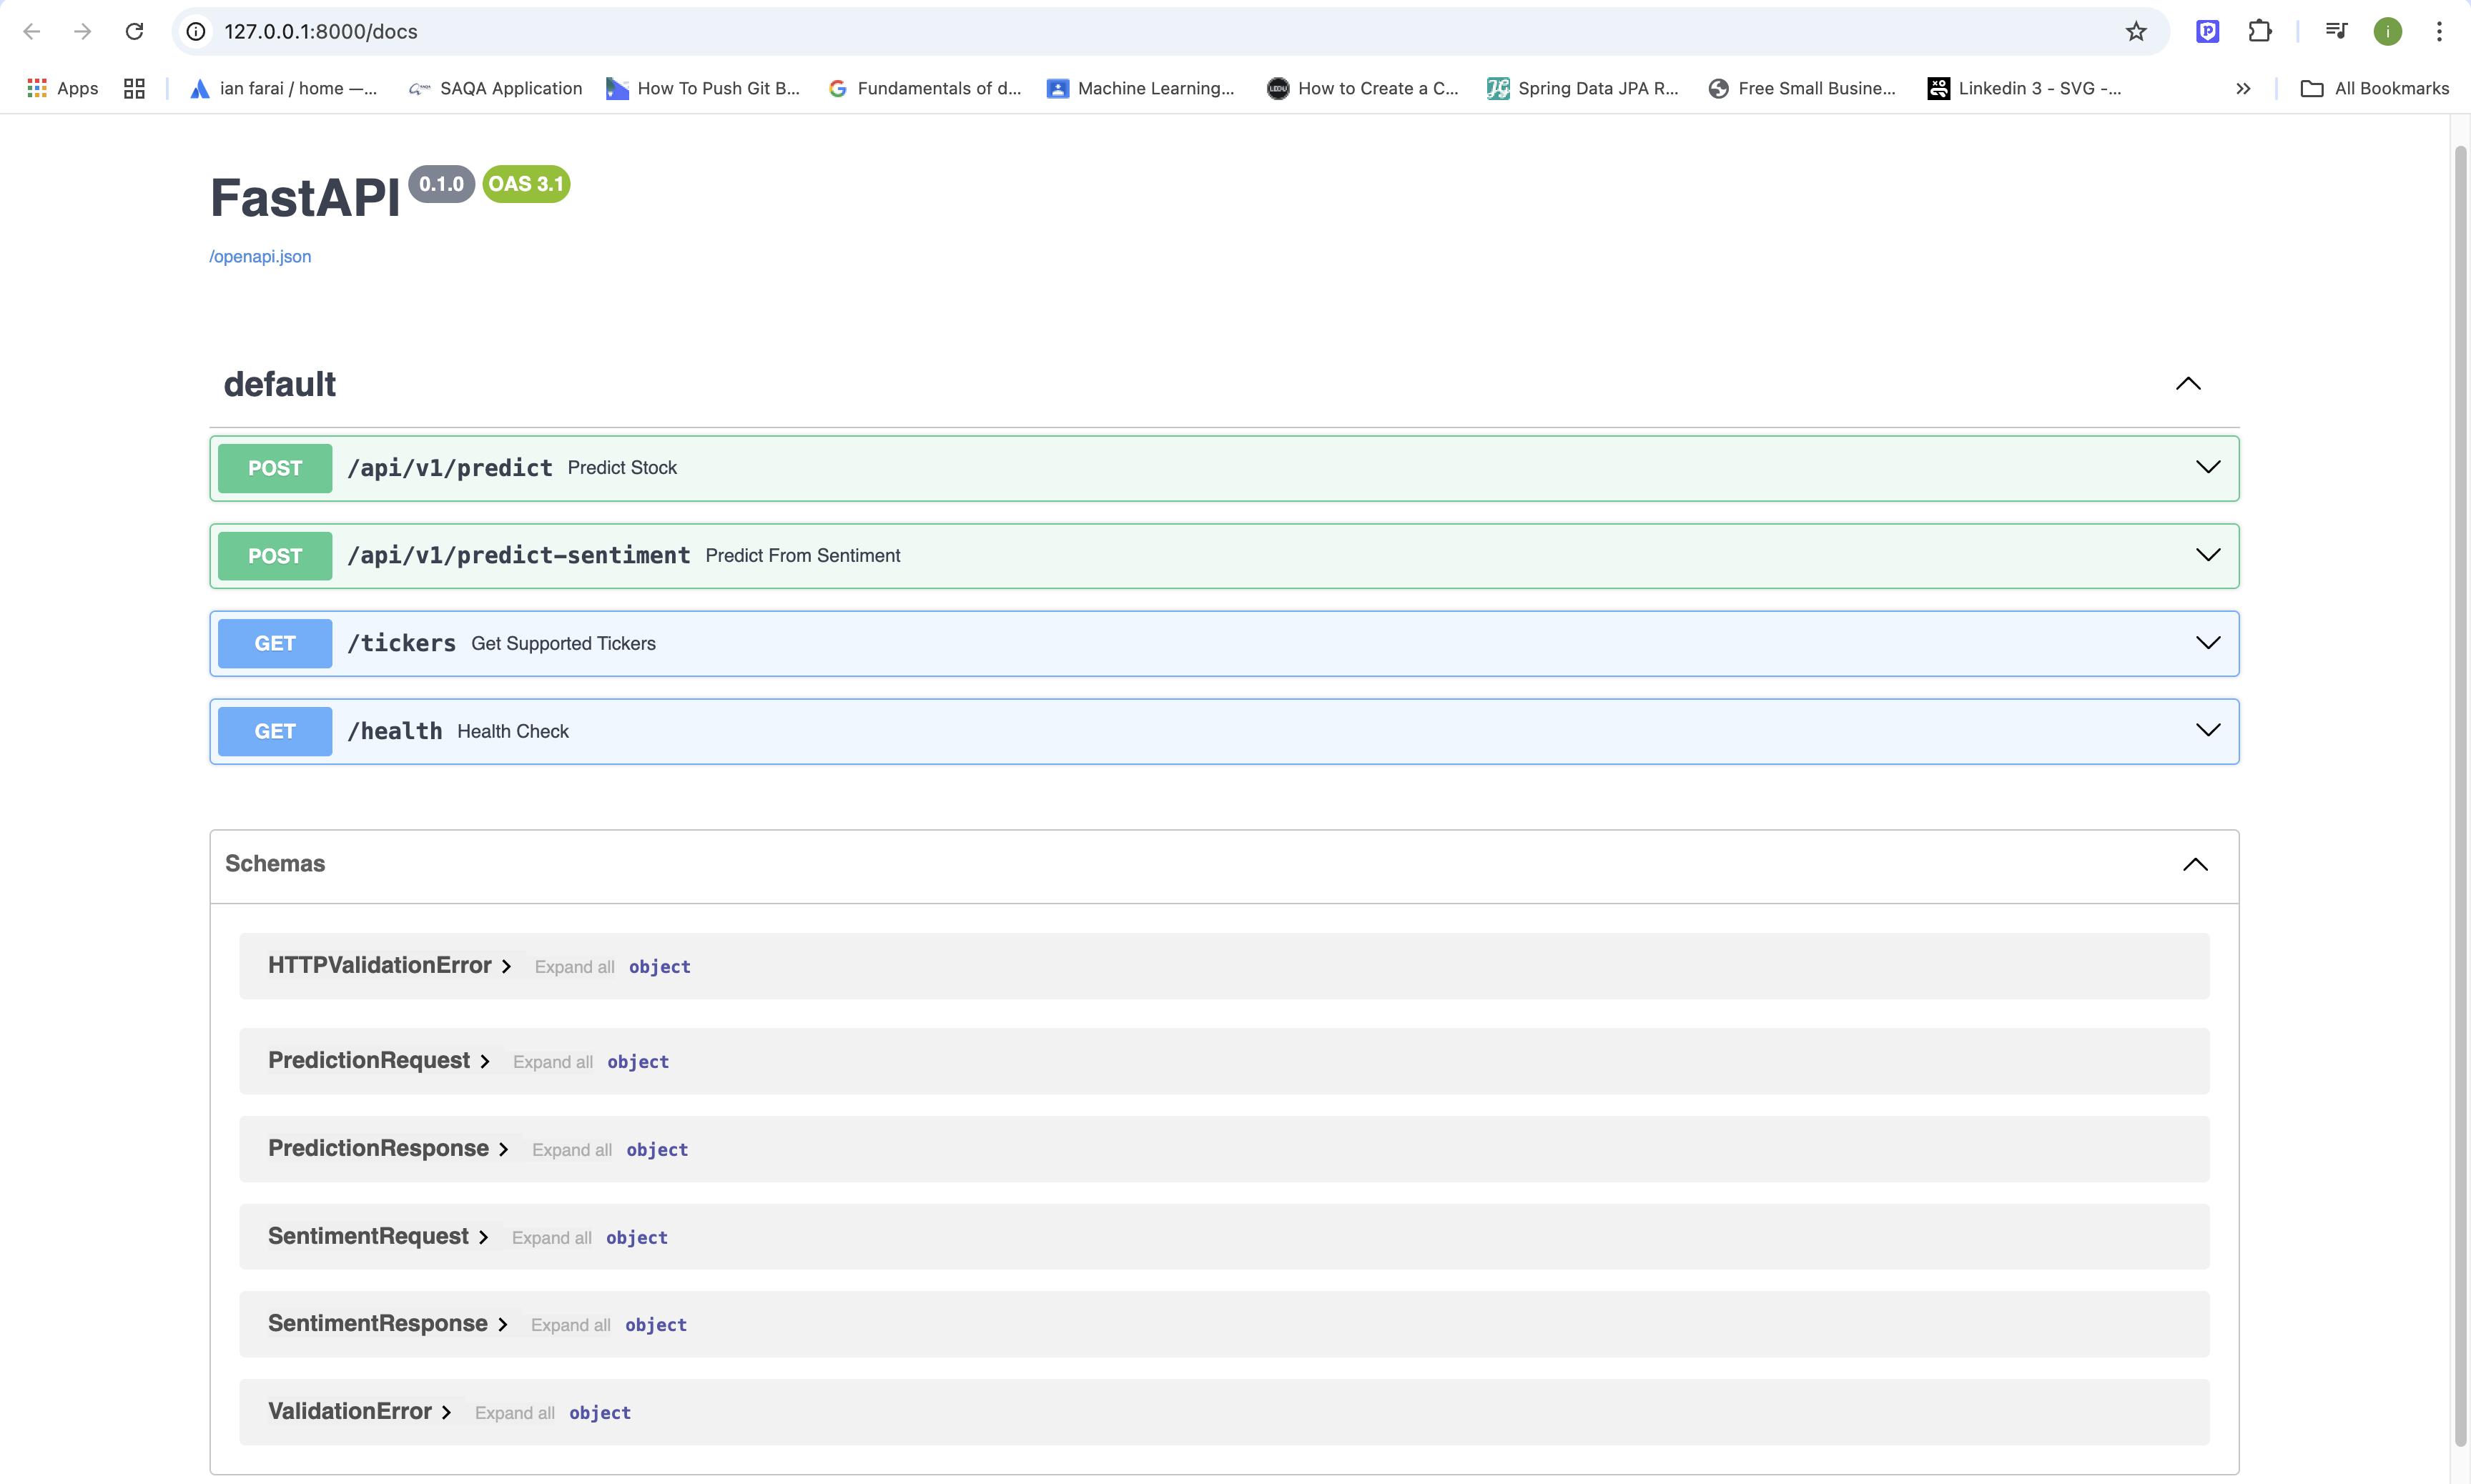 127.0.0.1:8000/docs
i
Apps
ian farai / home —...
SAQA Application
How To Push Git B...
Fundamentals of d...
Machine Learning...
How to Create a C...
Spring Data JPA R...
Free Small Busine...
Linkedin 3 - SVG -...
All Bookmarks
FastAPI 0.1.0 OAS 3.1
/openapi.json
default
POST /api/v1/predict Predict Stock
POST /api/v1/predict-sentiment Predict From Sentiment
GET /tickers Get Supported Tickers
GET /health Health Check
Schemas
HTTPValidationError Expand all object
PredictionRequest Expand all object
PredictionResponse Expand all object
SentimentRequest Expand all object
SentimentResponse Expand all object
ValidationError Expand all object